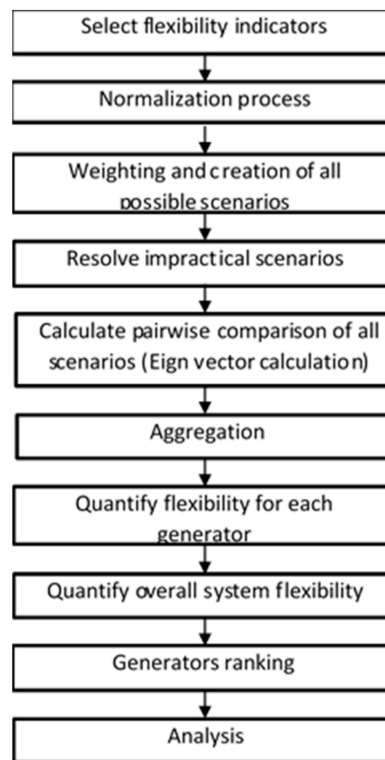 Select flexibility indicators
Normalization process
Weighting and creation of all
possible scenarios
Resolve impractical scenarios
Calculate pairwise comparison of all
scenarios (Eign vector calculation)
Aggregation
Quantify flexibility for each
generator
Quantify overall system flexibility
Generators ranking
Analysis